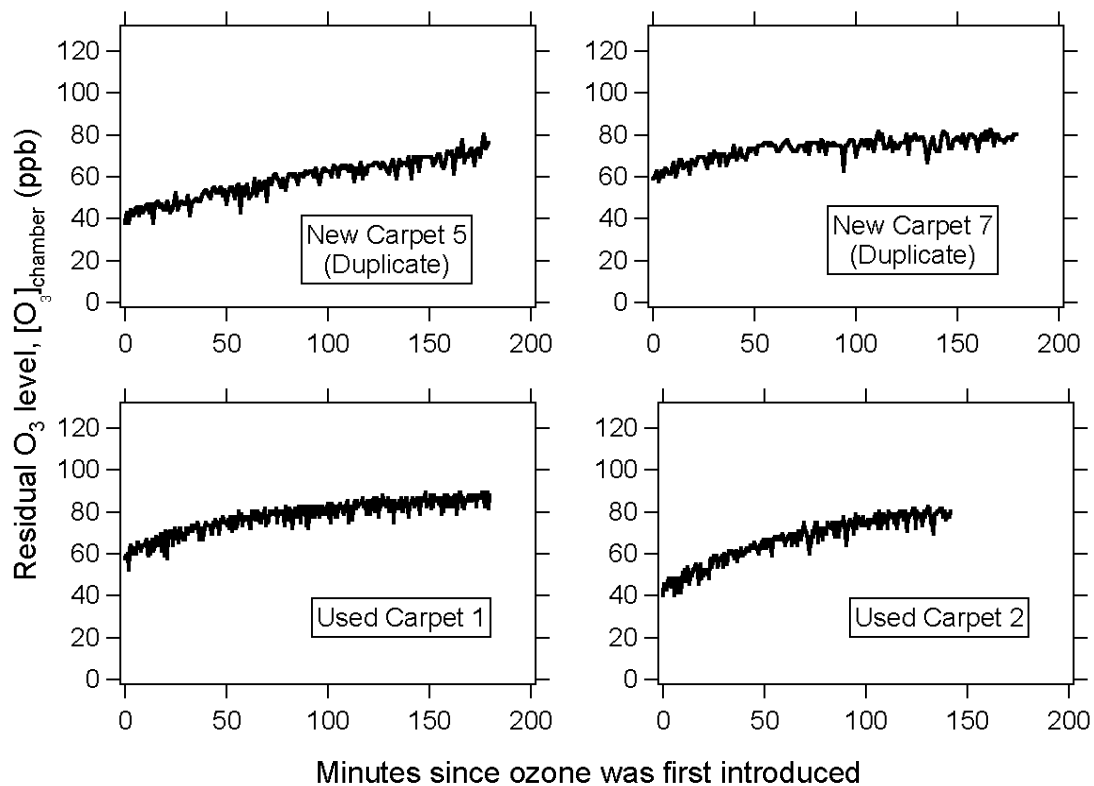 Residual O₃ level, [O₃]chamber (ppb)
120
100
80
60
40
20
0
0 50 100 150 200
New Carpet 5
(Duplicate)
120
100
80
60
40
20
0
0 50 100 150 200
New Carpet 7
(Duplicate)
120
100
80
60
40
20
0
0 50 100 150 200
Used Carpet 1
120
100
80
60
40
20
0
0 50 100 150 200
Used Carpet 2
Minutes since ozone was first introduced